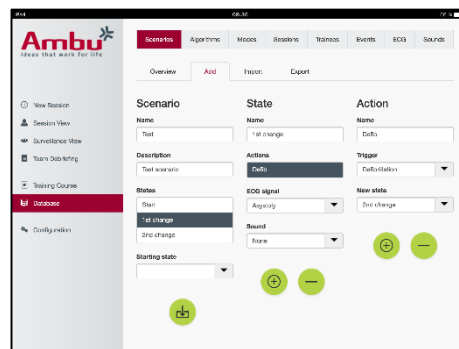 iPad 08:30
Ambu
Ideas that work for life
Scenarios Algorithms Modes Sessions Trainees Events ECG Sounds
Overview Add Import Export
New Session
Session View
Surveillance View
Team Debriefing
Training Course
Database
Configuration
Scenario State Action
Name Name Name
Test 1st change Defib
Description Actions Trigger
Test scenario Defib Defibrillation
States ECG signal New state
Start Asystoly 2nd change
1st change
Sound
2nd change None
Starting state